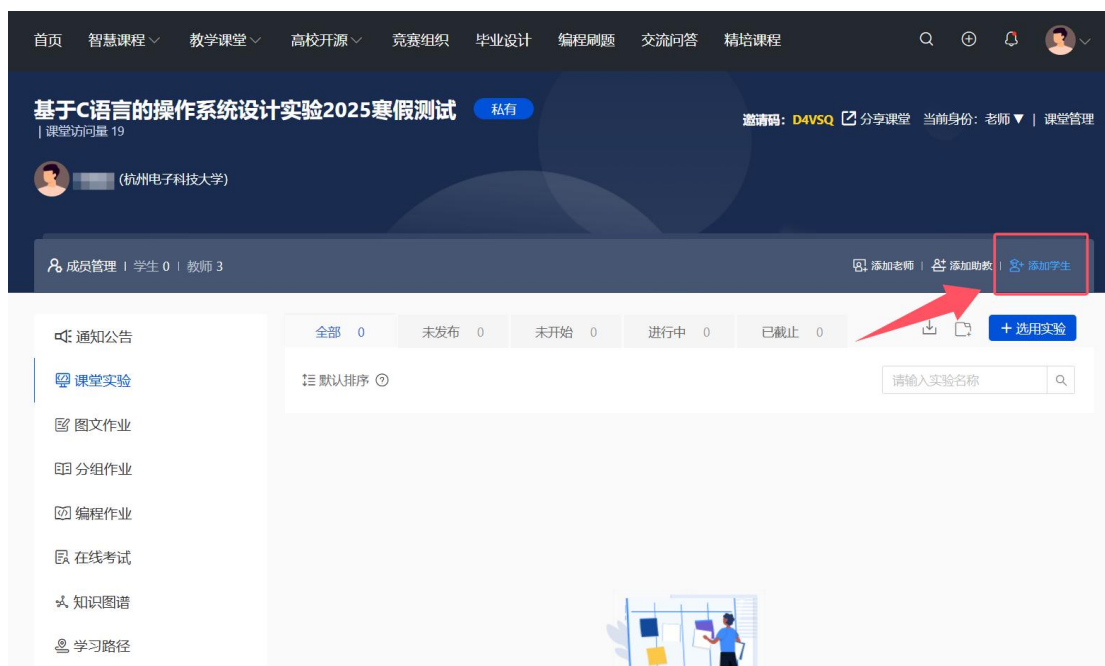 首页 智慧课程 教学课堂 高校开源 竞赛组织 毕业设计 编程刷题 交流问答 精培课程
基于C语言的操作系统设计实验2025寒假测试 私有
| 课堂访问量 19
邀请码: D4VSQ 分享课堂 当前身份: 老师▼ | 课堂管理
(杭州电子科技大学)
成员管理 | 学生 0 | 教师 3
添加老师 | 添加助教 | 添加学生
通知公告
全部 0 未发布 0 未开始 0 进行中 0 已截止 0
+ 选用实验
课堂实验
默认排序
请输入实验名称
图文作业
分组作业
编程作业
在线考试
知识图谱
学习路径